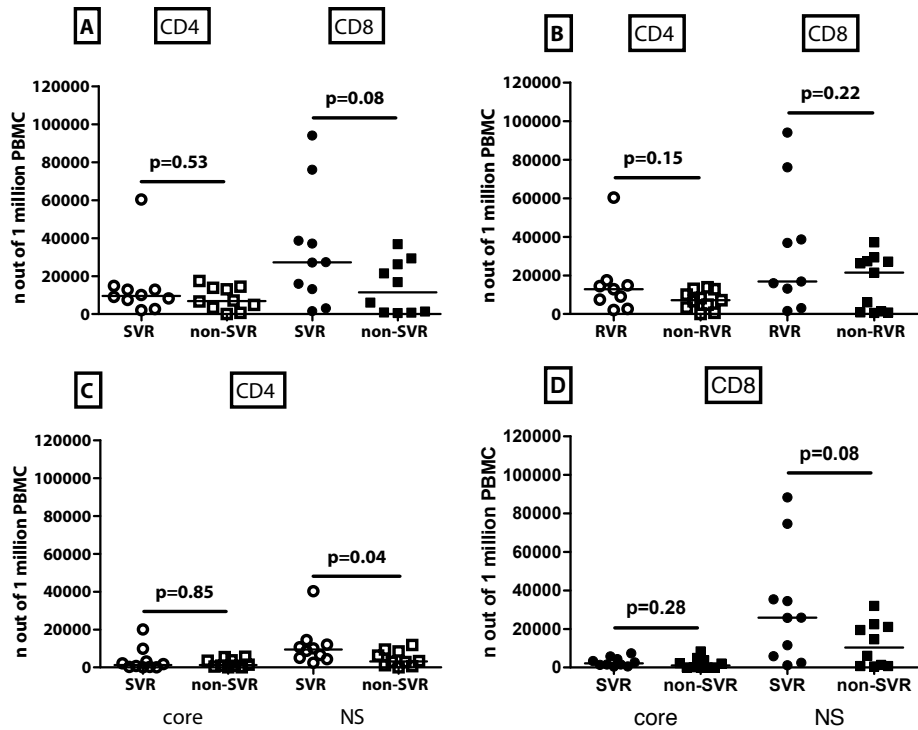 A CD4 CD8
n out of 1 million PBMC
120000
100000
80000
60000
40000
20000
0
p=0.53
p=0.08
SVR non-SVR SVR non-SVR
B CD4 CD8
n out of 1 million PBMC
120000
100000
80000
60000
40000
20000
0
p=0.15
p=0.22
RVR non-RVR RVR non-RVR
C CD4
n out of 1 million PBMC
120000
100000
80000
60000
40000
20000
0
p=0.85
p=0.04
SVR non-SVR SVR non-SVR
core NS
D CD8
n out of 1 million PBMC
120000
100000
80000
60000
40000
20000
0
p=0.28
p=0.08
SVR non-SVR SVR non-SVR
core NS